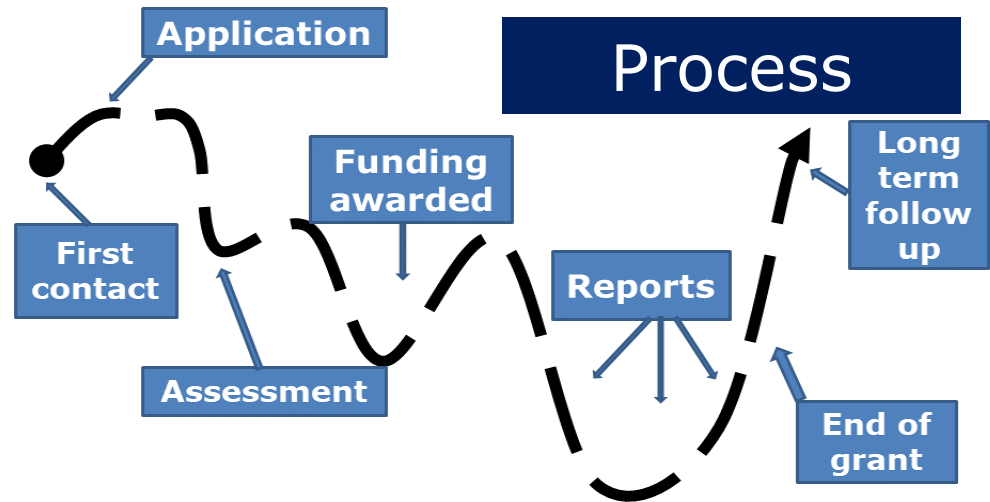 Application
Process
First
contact
Assessment
Funding
awarded
Reports
End of
grant
Long
term
follow
up